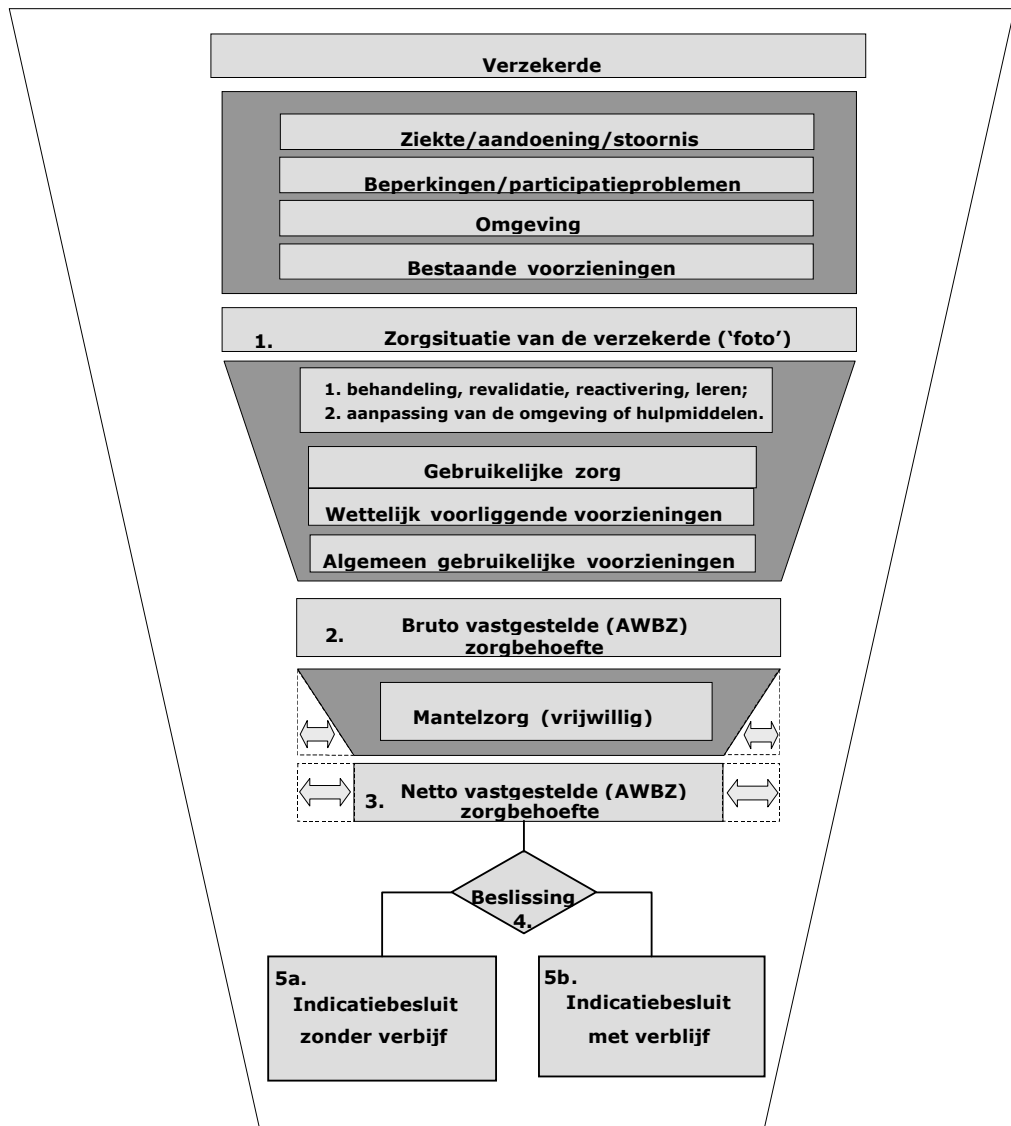 Verzekerde
Ziekte/aandoening/stoornis
Beperkingen/participatieproblemen
Omgeving
Bestaande voorzieningen
1. Zorgsituatie van de verzekerde (‘foto’)
1. behandeling, revalidatie, reactivering, leren;
2. aanpassing van de omgeving of hulpmiddelen.
Gebruikelijke zorg
Wettelijk voorliggende voorzieningen
Algemeen gebruikelijke voorzieningen
2. Bruto vastgestelde (AWBZ)
zorgbehoefte
Mantelzorg (vrijwillig)
3. Netto vastgestelde (AWBZ)
zorgbehoefte
Beslissing
4.
5a.
Indicatiebesluit
zonder verbijf
5b.
Indicatiebesluit
met verblijf